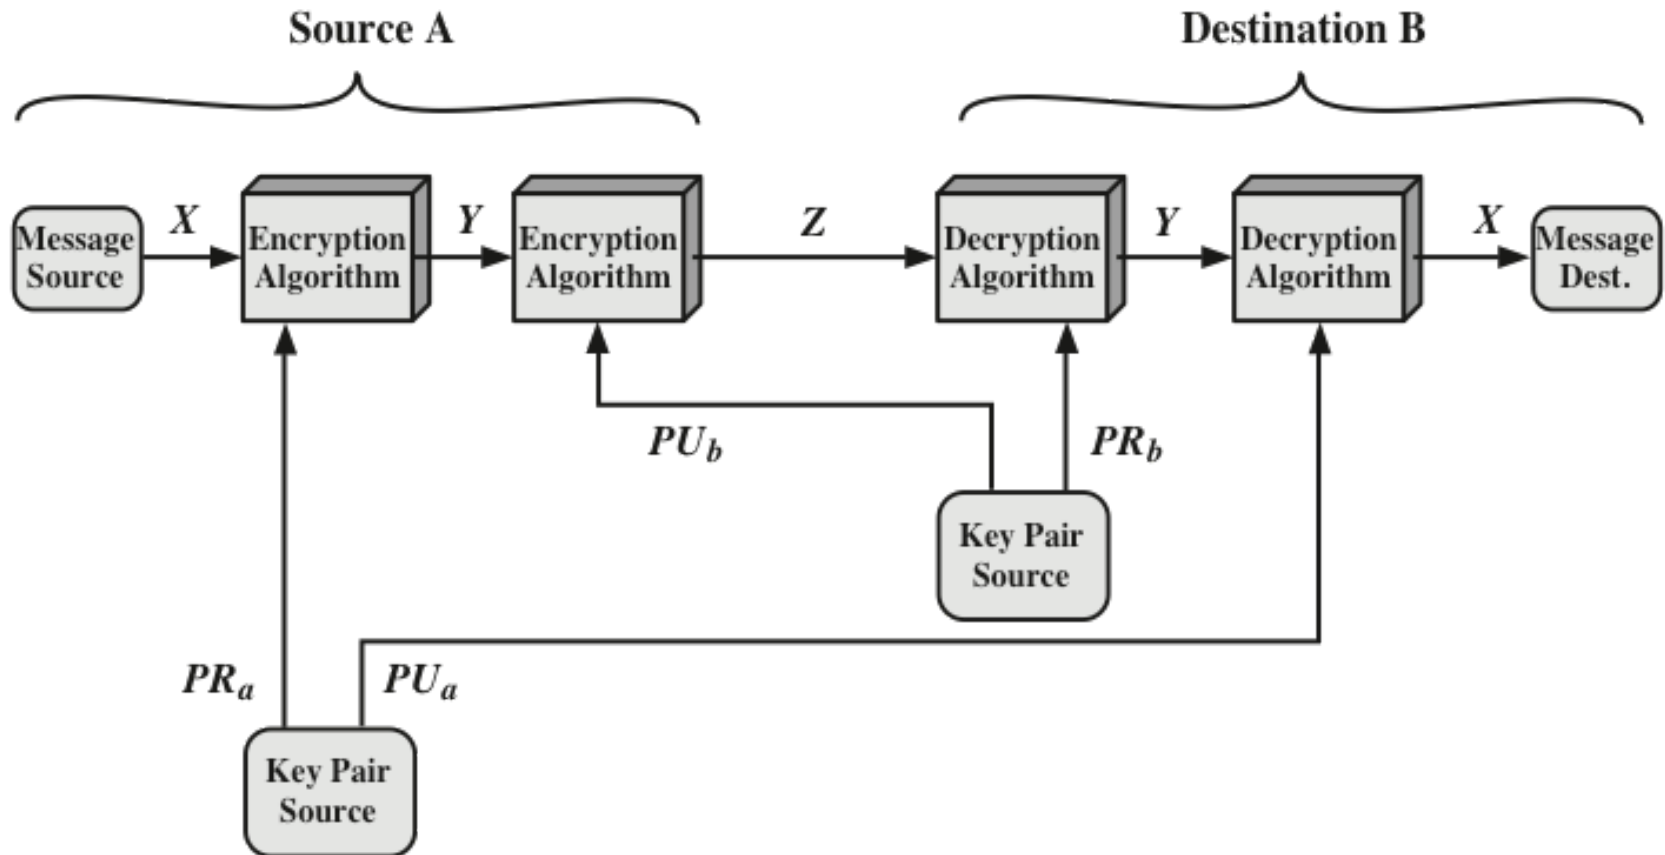 Source A
Destination B
Message
Source
X
Encryption
Algorithm
Y
Encryption
Algorithm
Z
Decryption
Algorithm
Y
Decryption
Algorithm
X
Message
Dest.
PUb
PRb
Key Pair
Source
PRa
PUa
Key Pair
Source